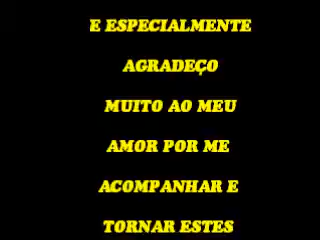 E ESPECIALMENTE
AGRADEÇO
MUITO AO MEU
AMOR POR ME
ACOMPANHAR E
TORNAR ESTES